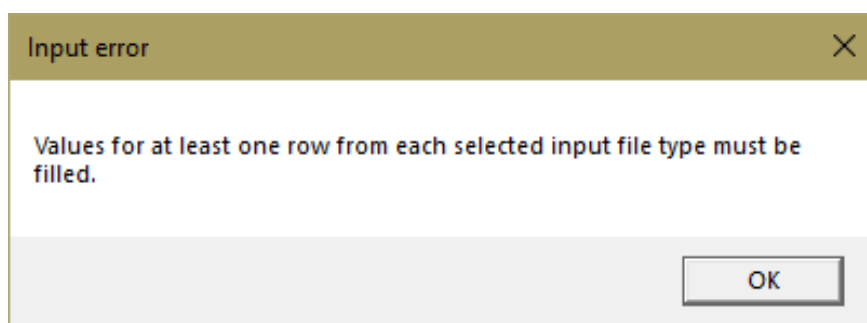 Input error
Values for at least one row from each selected input file type must be
filled.
OK